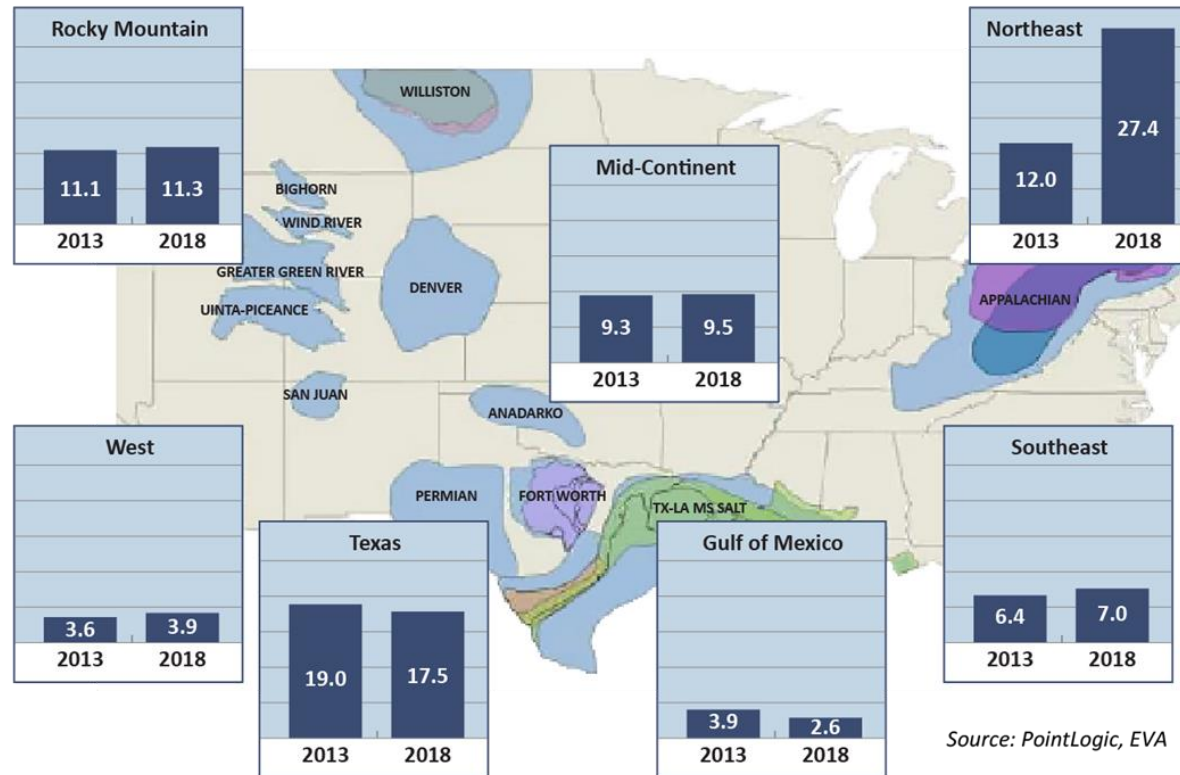 Rocky Mountain
11.1
11.3
2013
2018
Northeast
12.0
27.4
2013
2018
WILLISTON
BIGHORN
WIND RIVER
GREATER GREEN RIVER
UINTA-PICEANCE
DENVER
Mid-Continent
9.3
9.5
2013
2018
APPALACHIAN
SAN JUAN
ANADARKO
West
3.6
3.9
2013
2018
PERMIAN
FORT WORTH
TX-LA MS SALT
Southeast
6.4
7.0
2013
2018
Texas
19.0
17.5
2013
2018
Gulf of Mexico
3.9
2.6
2013
2018
Source: PointLogic, EVA